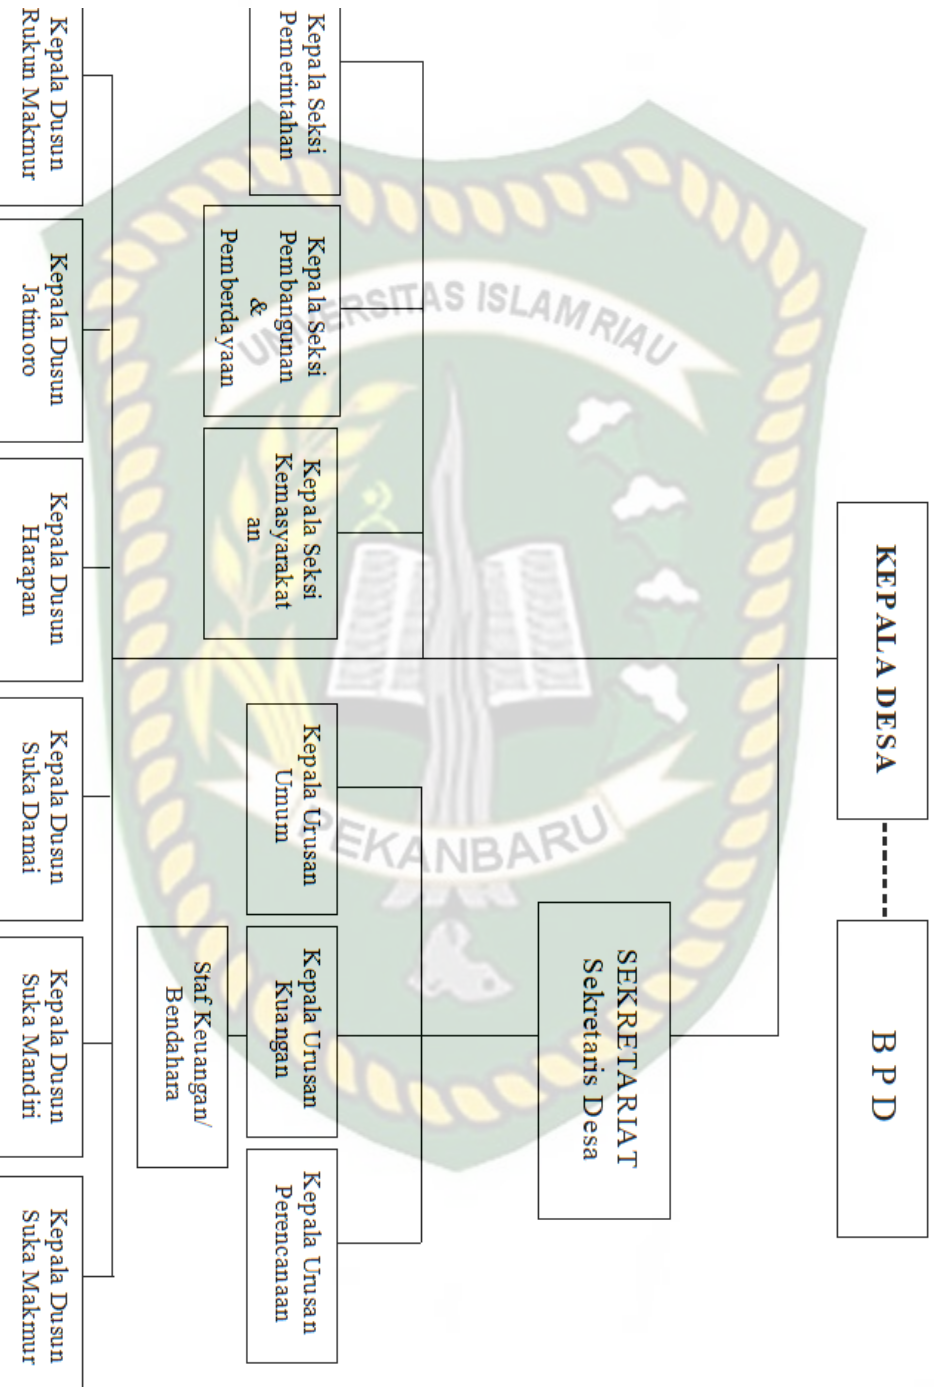 KEPALA DESA
B P D
SEKRETARIAT
Sekretaris Desa
Kepala Seksi
Pemerintahan
Kepala Seksi
Pembangunan
&
Pemberdayaan
Kepala Seksi
Kemasyarakat
an
Kepala Urusan
Umum
Kepala Urusan
Kuangan
Kepala Urusan
Perencanaan
Staf Keuangan/
Bendahara
Kepala Dusun
Rukun Makmur
Kepala Dusun
Jatimoro
Kepala Dusun
Harapan
Kepala Dusun
Suka Damai
Kepala Dusun
Suka Mandiri
Kepala Dusun
Suka Makmur
UNIVERSITAS ISLAM RIAU
PEKANBARU